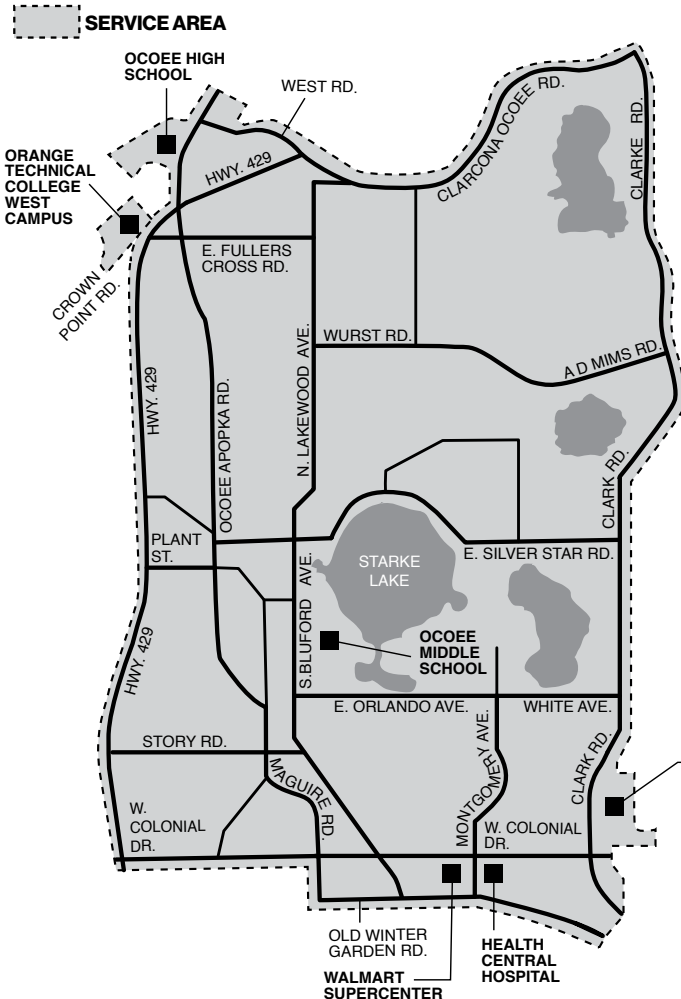 SERVICE AREA
OCOEE HIGH
SCHOOL
WEST RD.
CLARCONA OCOEE RD.
CLARKE RD.
ORANGE
TECHNICAL
COLLEGE
WEST
CAMPUS
HWY. 429
E. FULLERS
CROSS RD.
CROWN
POINT RD.
WURST RD.
A D MIMS RD.
HWY. 429
OCOEE APOPKA RD.
N. LAKEWOOD AVE.
CLARK RD.
PLANT
ST.
STARKE
LAKE
E. SILVER STAR RD.
S.BLUFORD AVE.
OCOEE
MIDDLE
SCHOOL
HWY. 429
E. ORLANDO AVE.
WHITE AVE.
STORY RD.
MAGUIRE RD.
MONTGOMERY AVE.
CLARK RD.
W.
COLONIAL
DR.
W. COLONIAL
DR.
OLD WINTER
GARDEN RD.
WALMART
SUPERCENTER
HEALTH
CENTRAL
HOSPITAL